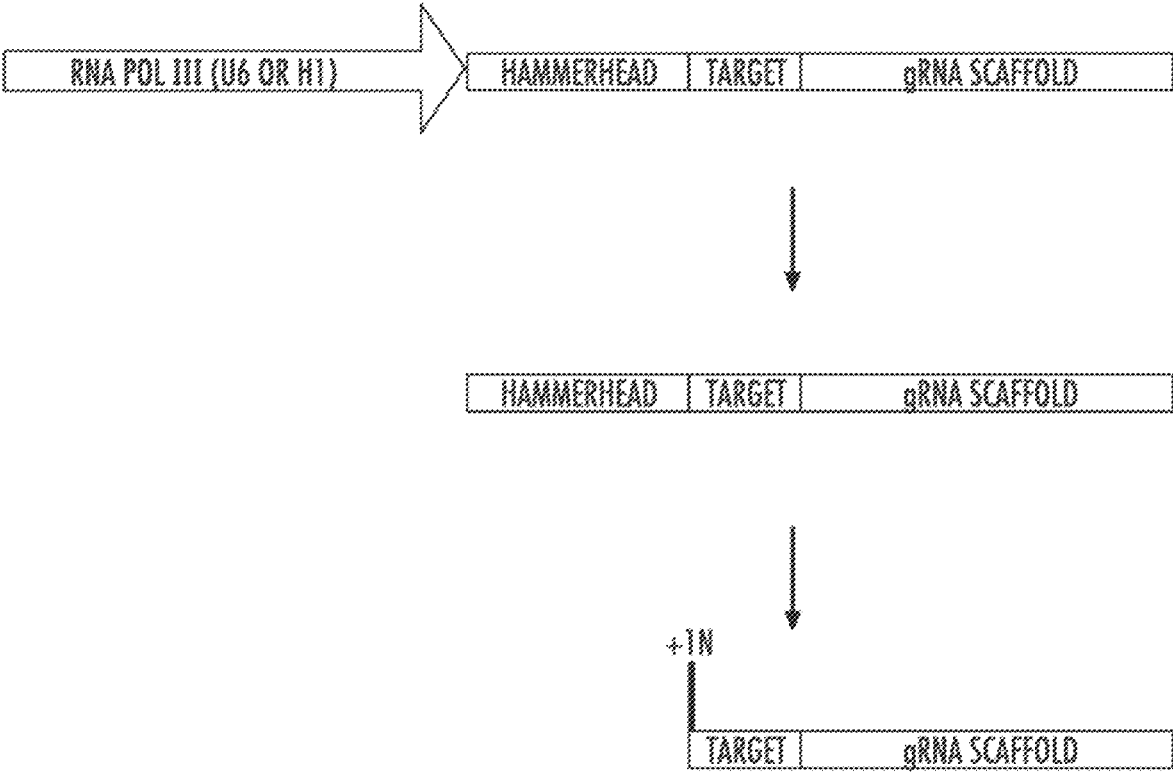 RNA POL III (U6 OR H1) HAMMERHEAD TARGET gRNA SCAFFOLD
HAMMERHEAD TARGET gRNA SCAFFOLD
+1N
TARGET gRNA SCAFFOLD